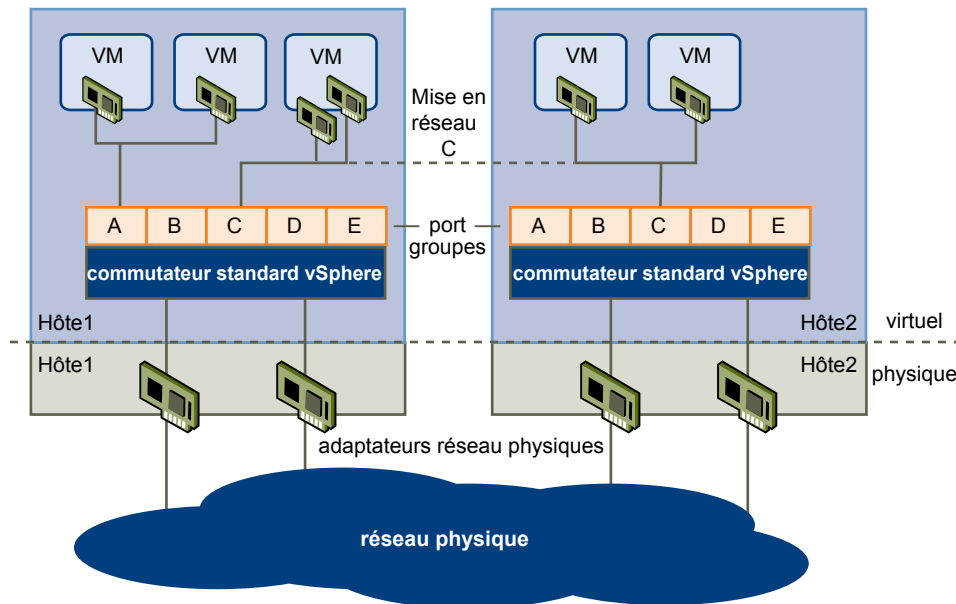 VM
VM
VM
VM
VM
Mise en
réseau
C
A B C D E
port
groupes
A B C D E
commutateur standard vSphere
commutateur standard vSphere
Hôte1
Hôte2
virtuel
Hôte1
Hôte2
physique
adaptateurs réseau physiques
réseau physique